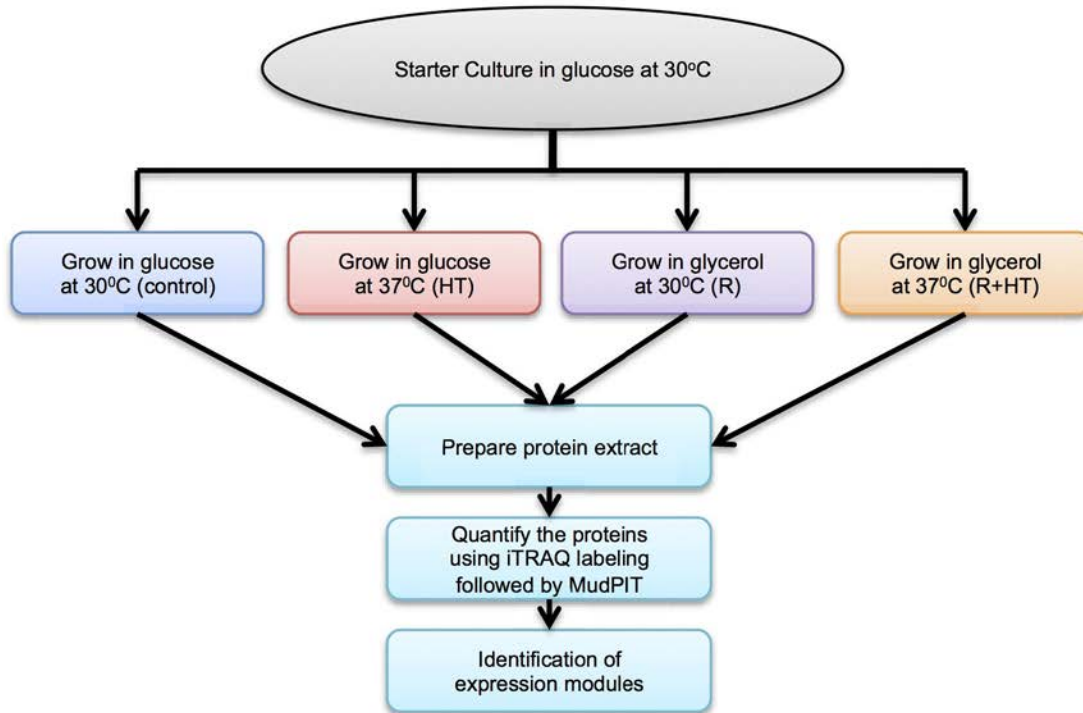 Starter Culture in glucose at 30ºC
Grow in glucose
at 30⁰C (control)
Grow in glucose
at 37⁰C (HT)
Grow in glycerol
at 30⁰C (R)
Grow in glycerol
at 37⁰C (R+HT)
Prepare protein extract
Quantify the proteins
using iTRAQ labeling
followed by MudPIT
Identification of
expression modules